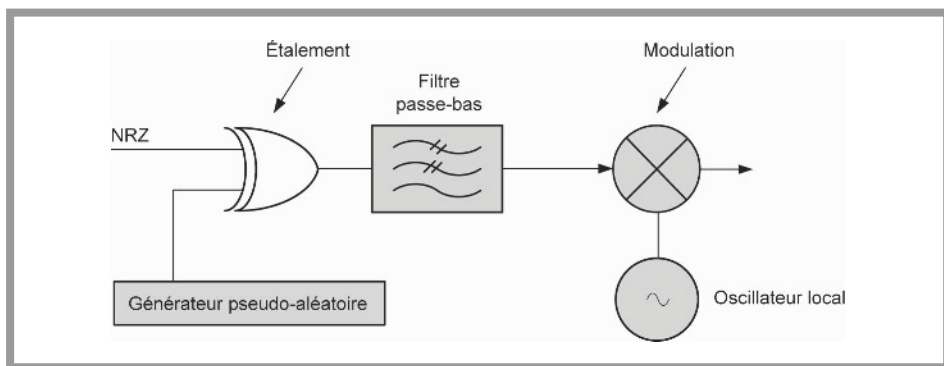 Étalement
Modulation
Filtre
passe-bas
NRZ
Générateur pseudo-aléatoire
Oscillateur local